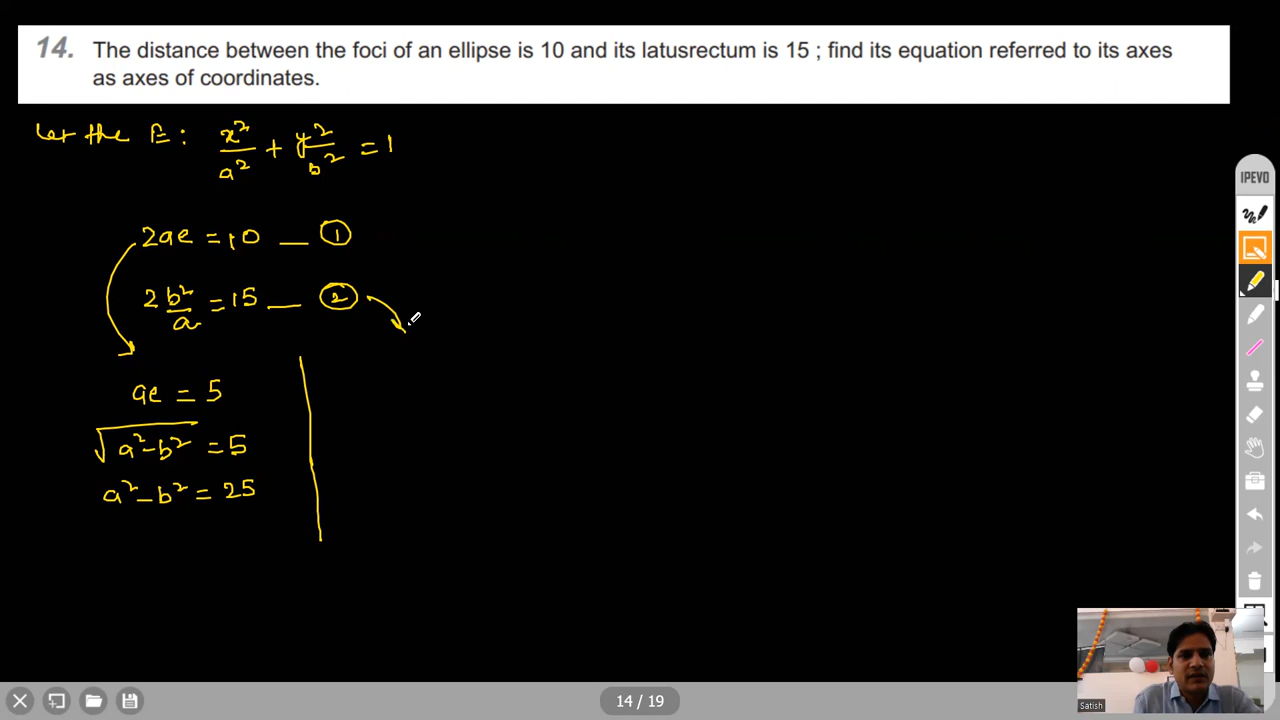 14. The distance between the foci of an ellipse is 10 and its latusrectum is 15 ; find its equation referred to its axes
as axes of coordinates.
Let the E: x²/a² + y²/b² = 1
2ae = 10 — ①
2 b²/a = 15 — ②
ae = 5
√(a²-b²) = 5
a²-b² = 25
IPEVO
Satish
14 / 19